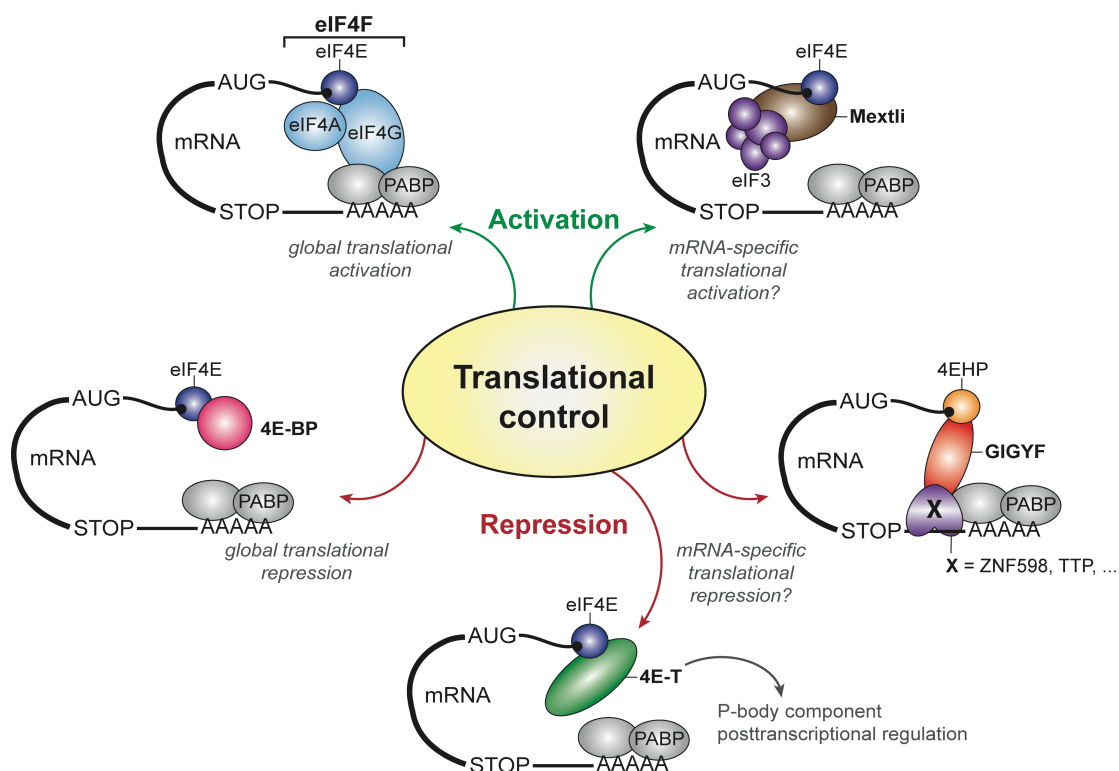 eIF4F
eIF4E
AUG
eIF4A
eIF4G
mRNA
PABP
STOP
AAAAA
global translational
activation
eIF4E
AUG
Mextli
mRNA
eIF3
PABP
STOP
AAAAA
mRNA-specific
translational
activation?
Activation
Translational
control
Repression
eIF4E
AUG
4E-BP
mRNA
PABP
STOP
AAAAA
global translational
repression
4EHP
AUG
GIGYF
mRNA
X
PABP
STOP
AAAAA
X = ZNF598, TTP, ...
mRNA-specific
translational
repression?
eIF4E
AUG
4E-T
mRNA
P-body component
posttranscriptional regulation
PABP
STOP
AAAAA